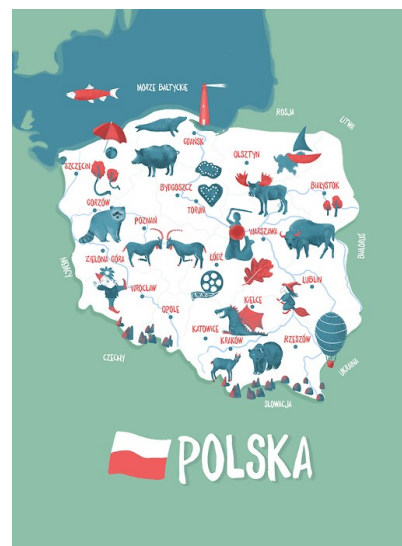 MORZE BAŁTYCKIE
ROSJA
LITWA
GDAŃSK
OLSZTYN
SZCZECIN
BIAŁYSTOK
BYDGOSZCZ
GORZÓW
TORUŃ
POZNAŃ
WARSZAWA
BIAŁORUŚ
ZIELONA GÓRA
ŁÓDŹ
NIEMCY
LUBLIN
WROCŁAW
KIELCE
OPOLE
KATOWICE
KRAKÓW
RZESZÓW
CZECHY
UKRAINA
SŁOWACJA
POLSKA